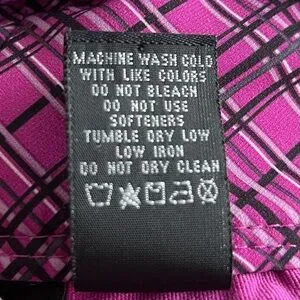 MACHINE WASH COLD
WITH LIKE COLORS
DO NOT BLEACH
DO NOT USE
SOFTENERS
TUMBLE DRY LOW
LOW IRON
DO NOT DRY CLEAN